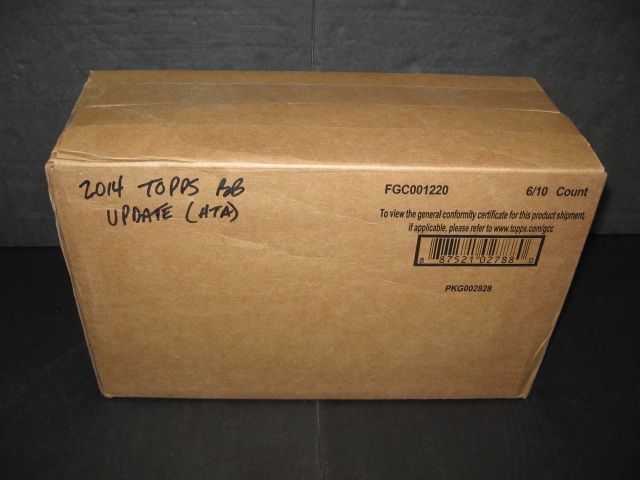 2014 TOPPS BB
UPDATE (HTA)
FGC001220 6/10 Count
To view the general conformity certificate for this product shipment,
if applicable, please refer to www.topps.com/gcc
8 87521 02788 6
PKG002828